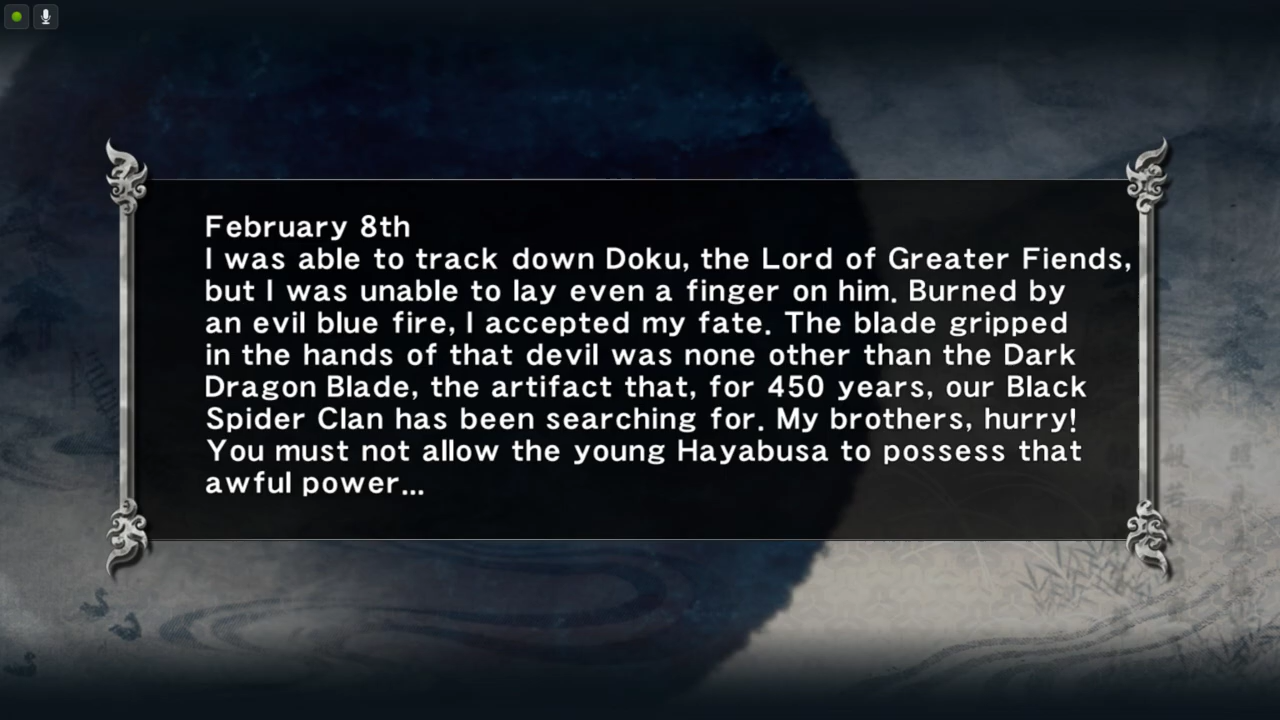 February 8th
I was able to track down Doku, the Lord of Greater Fiends,
but I was unable to lay even a finger on him. Burned by
an evil blue fire, I accepted my fate. The blade gripped
in the hands of that devil was none other than the Dark
Dragon Blade, the artifact that, for 450 years, our Black
Spider Clan has been searching for. My brothers, hurry!
You must not allow the young Hayabusa to possess that
awful power...